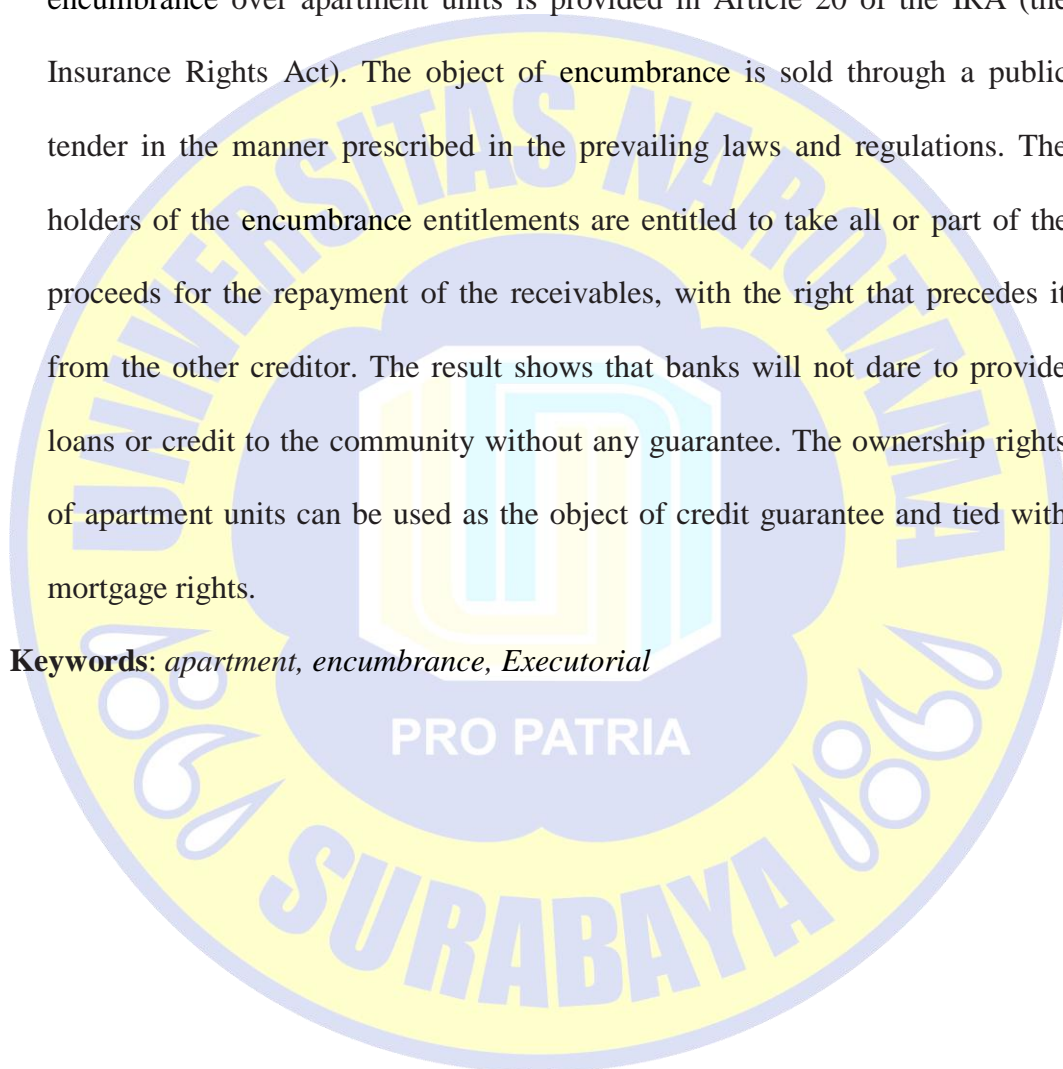 encumbrance over apartment units is provided in Article 20 of the IRA (the
Insurance Rights Act). The object of encumbrance is sold through a public
tender in the manner prescribed in the prevailing laws and regulations. The
holders of the encumbrance entitlements are entitled to take all or part of the
proceeds for the repayment of the receivables, with the right that precedes it
from the other creditor. The result shows that banks will not dare to provide
loans or credit to the community without any guarantee. The ownership rights
of apartment units can be used as the object of credit guarantee and tied with
mortgage rights.
Keywords: apartment, encumbrance, Executorial
UNIVERSITAS NAROTAMA
PRO PATRIA
SURABAYA